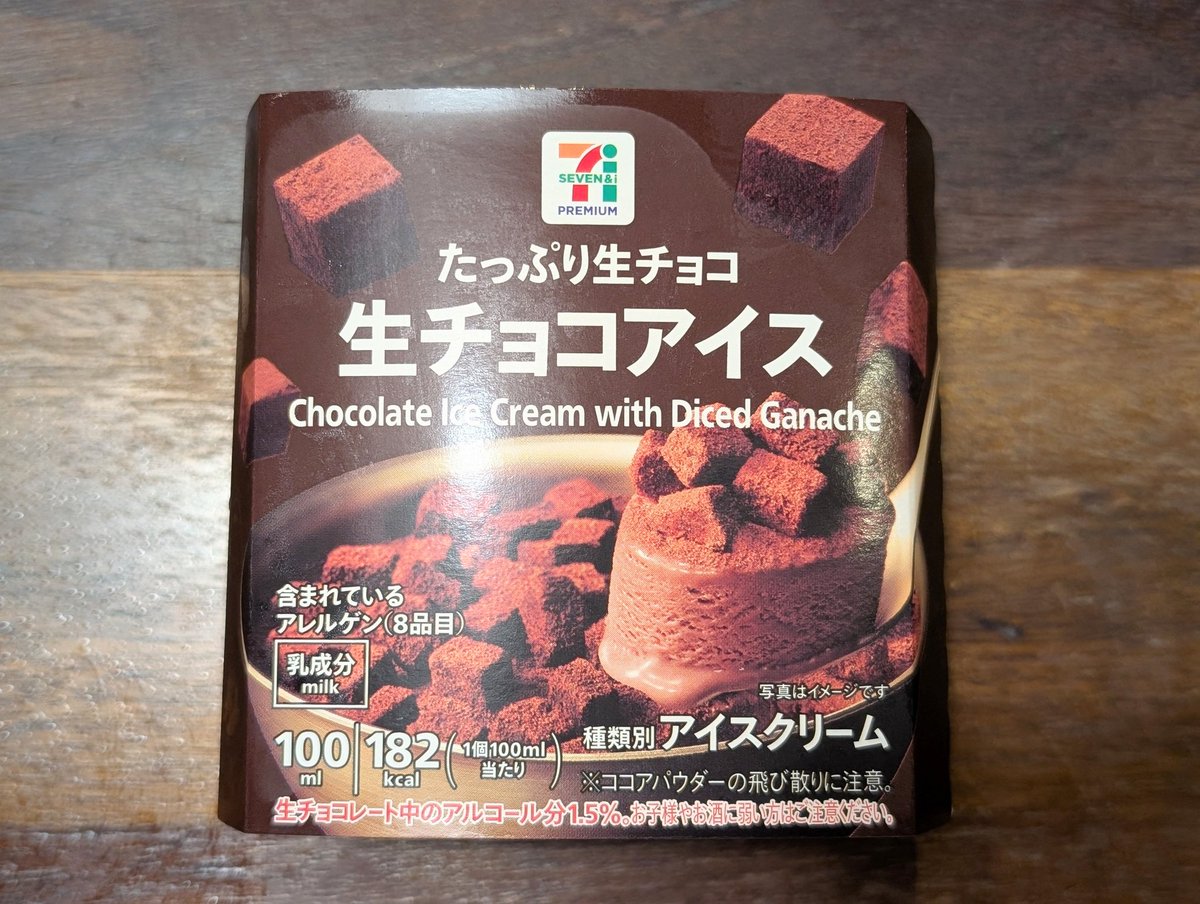 7i
SEVEN&i
PREMIUM
たっぷり生チョコ
生チョコアイス
Chocolate Ice Cream with Diced Ganache
含まれている
アレルゲン(8品目)
乳成分
milk
写真はイメージです
100
ml
182
kcal
(1個100ml
当たり)
種類別 アイスクリーム
※ココアパウダーの飛び散りに注意。
生チョコレート中のアルコール分1.5%。お子様やお酒に弱い方はご注意ください。